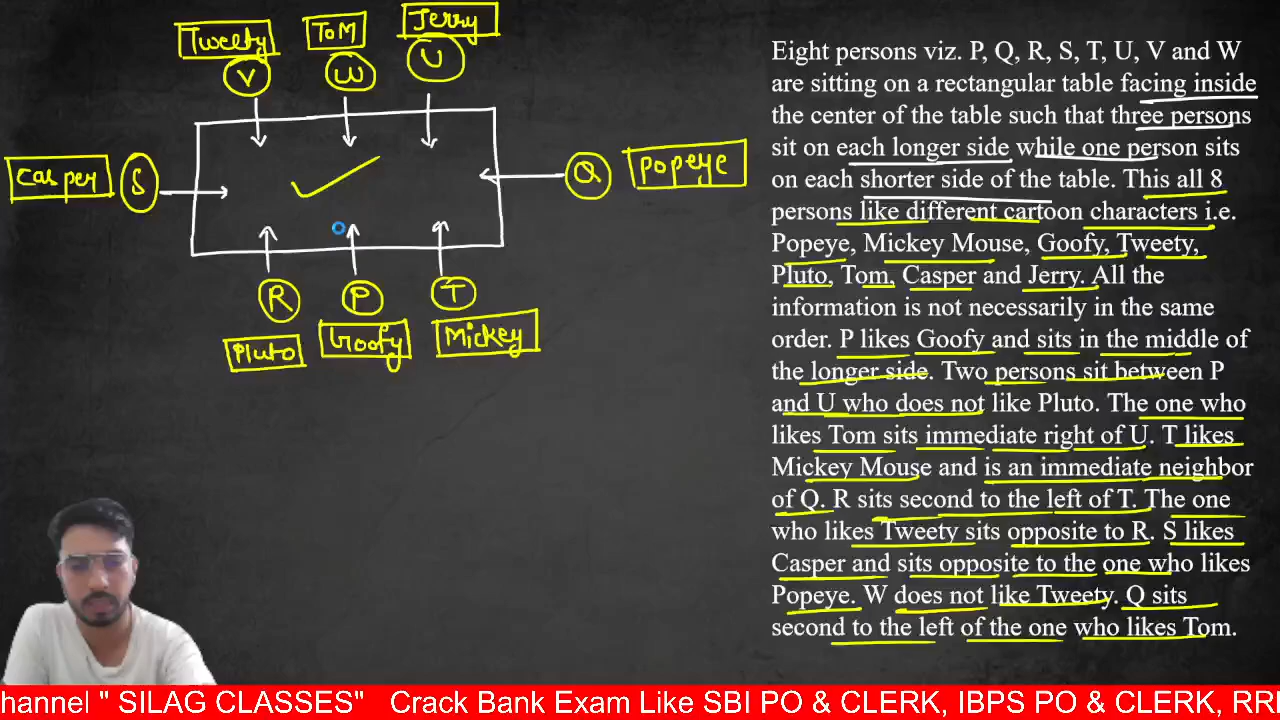 Tweety
TOM
Jerry
V
W
U
Casper
S
Q
Popeye
R
P
T
Pluto
Goofy
Mickey
Eight persons viz. P, Q, R, S, T, U, V and W
are sitting on a rectangular table facing inside
the center of the table such that three persons
sit on each longer side while one person sits
on each shorter side of the table. This all 8
persons like different cartoon characters i.e.
Popeye, Mickey Mouse, Goofy, Tweety,
Pluto, Tom, Casper and Jerry. All the
information is not necessarily in the same
order. P likes Goofy and sits in the middle of
the longer side. Two persons sit between P
and U who does not like Pluto. The one who
likes Tom sits immediate right of U. T likes
Mickey Mouse and is an immediate neighbor
of Q. R sits second to the left of T. The one
who likes Tweety sits opposite to R. S likes
Casper and sits opposite to the one who likes
Popeye. W does not like Tweety. Q sits
second to the left of the one who likes Tom.
hannel " SILAG CLASSES" Crack Bank Exam Like SBI PO & CLERK, IBPS PO & CLERK, RRI